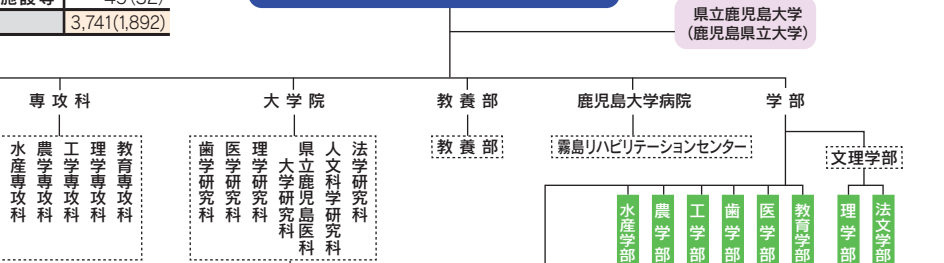 3,741(1,892)
県立鹿児島大学
(鹿児島県立大学)
専攻科
大学院
教養部
鹿児島大学病院
学部
教育専攻科
理学専攻科
工学専攻科
農学専攻科
水産専攻科
法学研究科
人文科学研究科
県立鹿児島医科
大学研究科
理学研究科
医学研究科
歯学研究科
教養部
霧島リハビリテーションセンター
文理学部
法文学部
理学部
教育学部
医学部
歯学部
工学部
農学部
水産学部